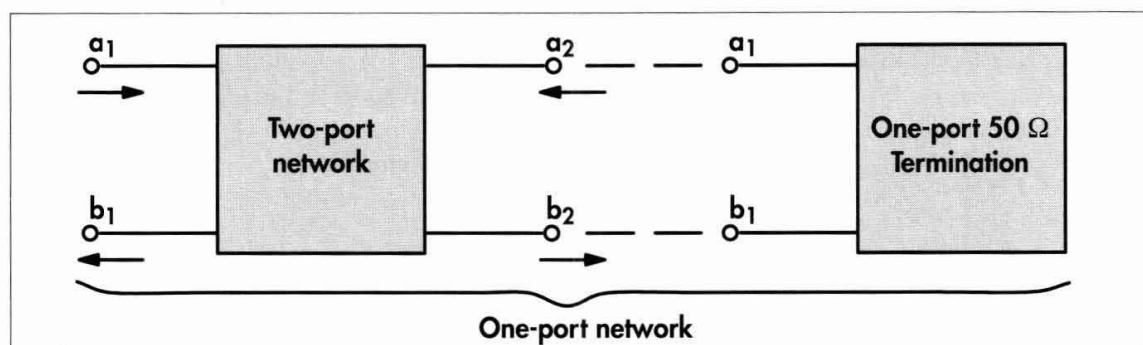 a1 a2 a1
Two-port
network
One-port 50 Ω
Termination
b1 b2 b1
One-port network